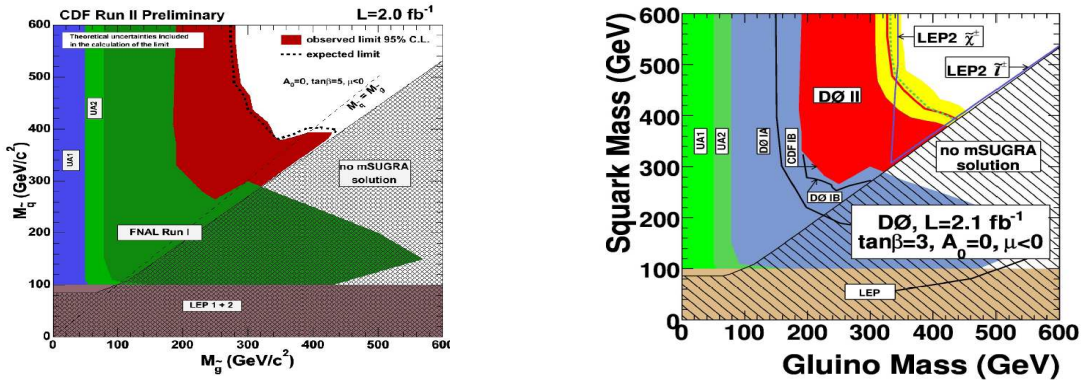 CDF Run II Preliminary L=2.0 fb⁻¹
Theoretical uncertainties included
in the calculation of the limit
observed limit 95% C.L.
expected limit
A₀=0, tanβ=5, μ<0
M_q̃ = M_g̃
UA1
UA2
no mSUGRA
solution
FNAL Run I
LEP 1 + 2
M_q̃ (GeV/c²)
600
500
400
300
200
100
0
0 100 200 300 400 500 600
M_g̃ (GeV/c²)
Squark Mass (GeV)
600
500
400
300
200
100
0
LEP2 χ̃±
LEP2 l̃±
DØ II
UA1
UA2
DØ IA
CDF IB
DØ IB
no mSUGRA
solution
DØ, L=2.1 fb⁻¹
tanβ=3, A₀=0, μ<0
LEP
0 100 200 300 400 500 600
Gluino Mass (GeV)